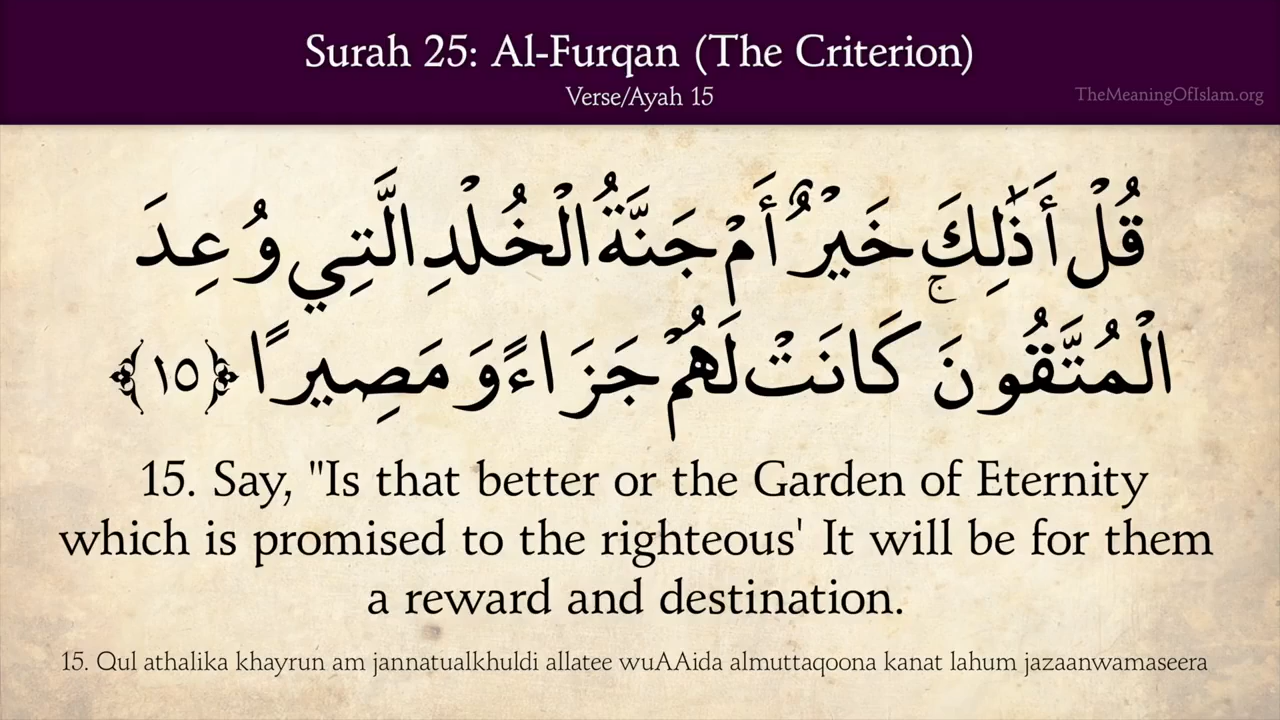 Surah 25: Al-Furqan (The Criterion)
Verse/Ayah 15
TheMeaningOfIslam.org
قُلْ أَذَٰلِكَ خَيْرٌ أَمْ جَنَّةُ الْخُلْدِ الَّتِي وُعِدَ
الْمُتَّقُونَ ۚ كَانَتْ لَهُمْ جَزَاءً وَمَصِيرًا ﴿١٥﴾
15. Say, "Is that better or the Garden of Eternity
which is promised to the righteous' It will be for them
a reward and destination.
15. Qul athalika khayrun am jannatualkhuldi allatee wuAAida almuttaqoona kanat lahum jazaanwamaseera